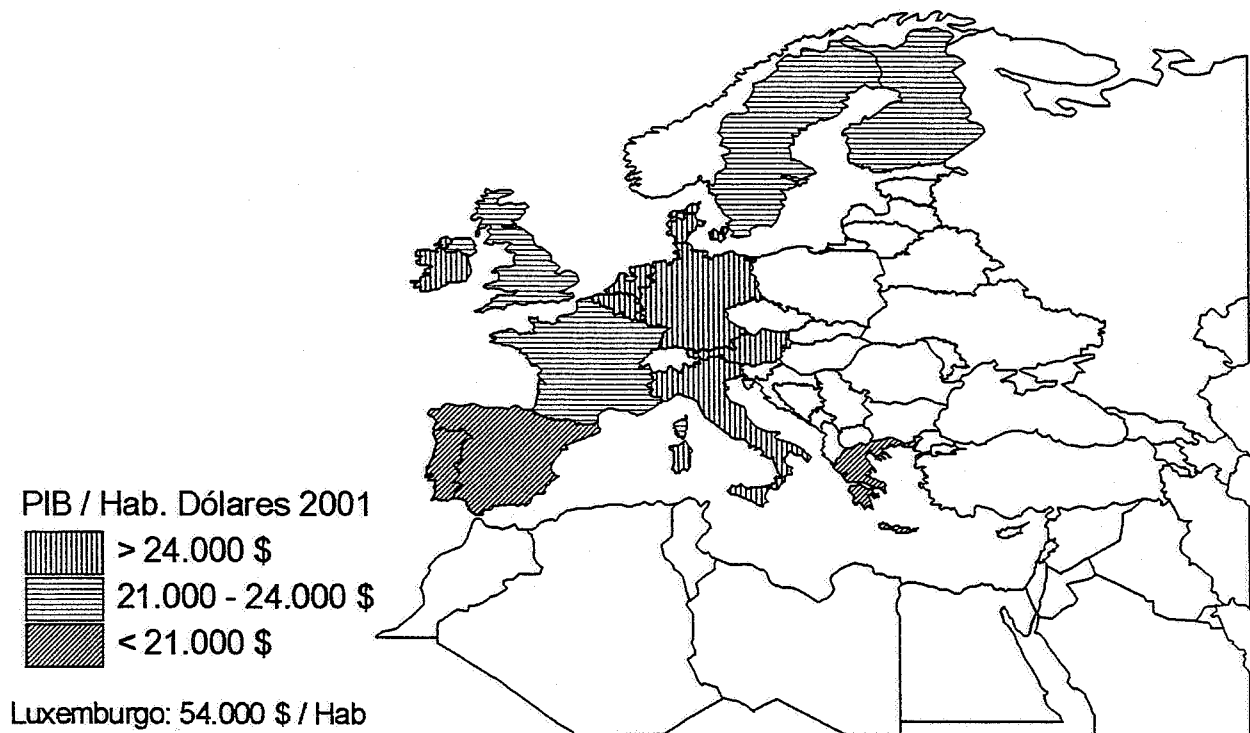 PIB / Hab. Dólares 2001
> 24.000 $
21.000 - 24.000 $
< 21.000 $
Luxemburgo: 54.000 $ / Hab